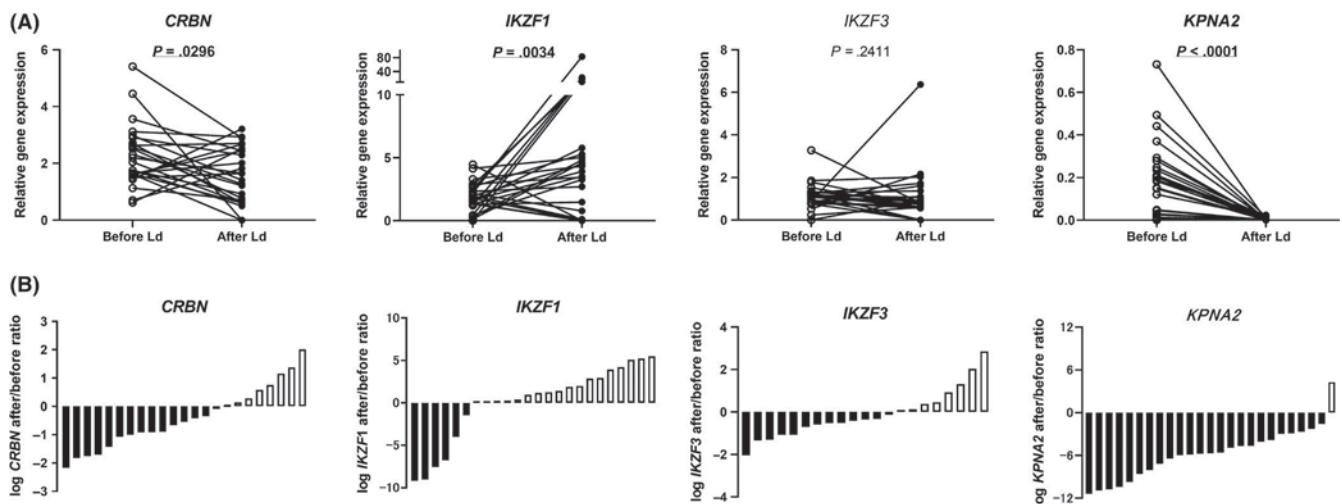 (A)
CRBN
P = .0296
Relative gene expression
6
4
2
0
Before Ld After Ld
IKZF1
P = .0034
Relative gene expression
80
40
10
5
0
Before Ld After Ld
IKZF3
P = .2411
Relative gene expression
8
6
4
2
0
Before Ld After Ld
KPNA2
P < .0001
Relative gene expression
0.8
0.6
0.4
0.2
0.0
Before Ld After Ld
(B)
CRBN
log CRBN after/before ratio
3
2
1
0
−1
−2
−3
IKZF1
log IKZF1 after/before ratio
10
5
0
−5
−10
IKZF3
log IKZF3 after/before ratio
4
2
0
−2
−4
KPNA2
log KPNA2 after/before ratio
12
6
0
−6
−12